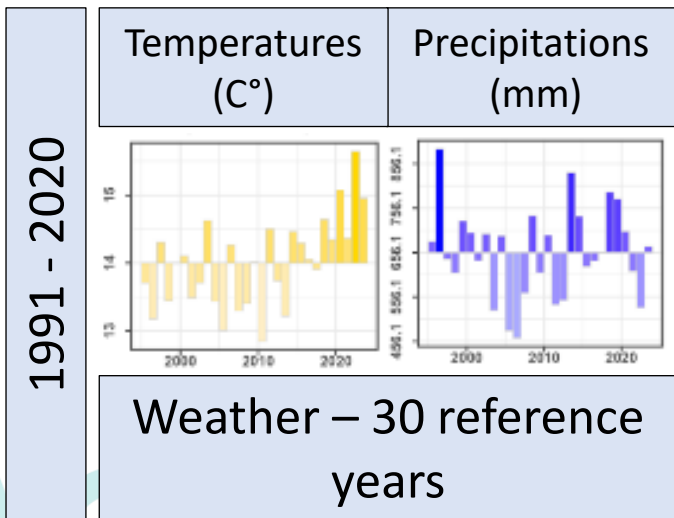 1991 - 2020
Temperatures
(C°)
Precipitations
(mm)
15
14
13
2000
2010
2020
856.1
756.1
656.1
556.1
456.1
2000
2010
2020
Weather – 30 reference
years